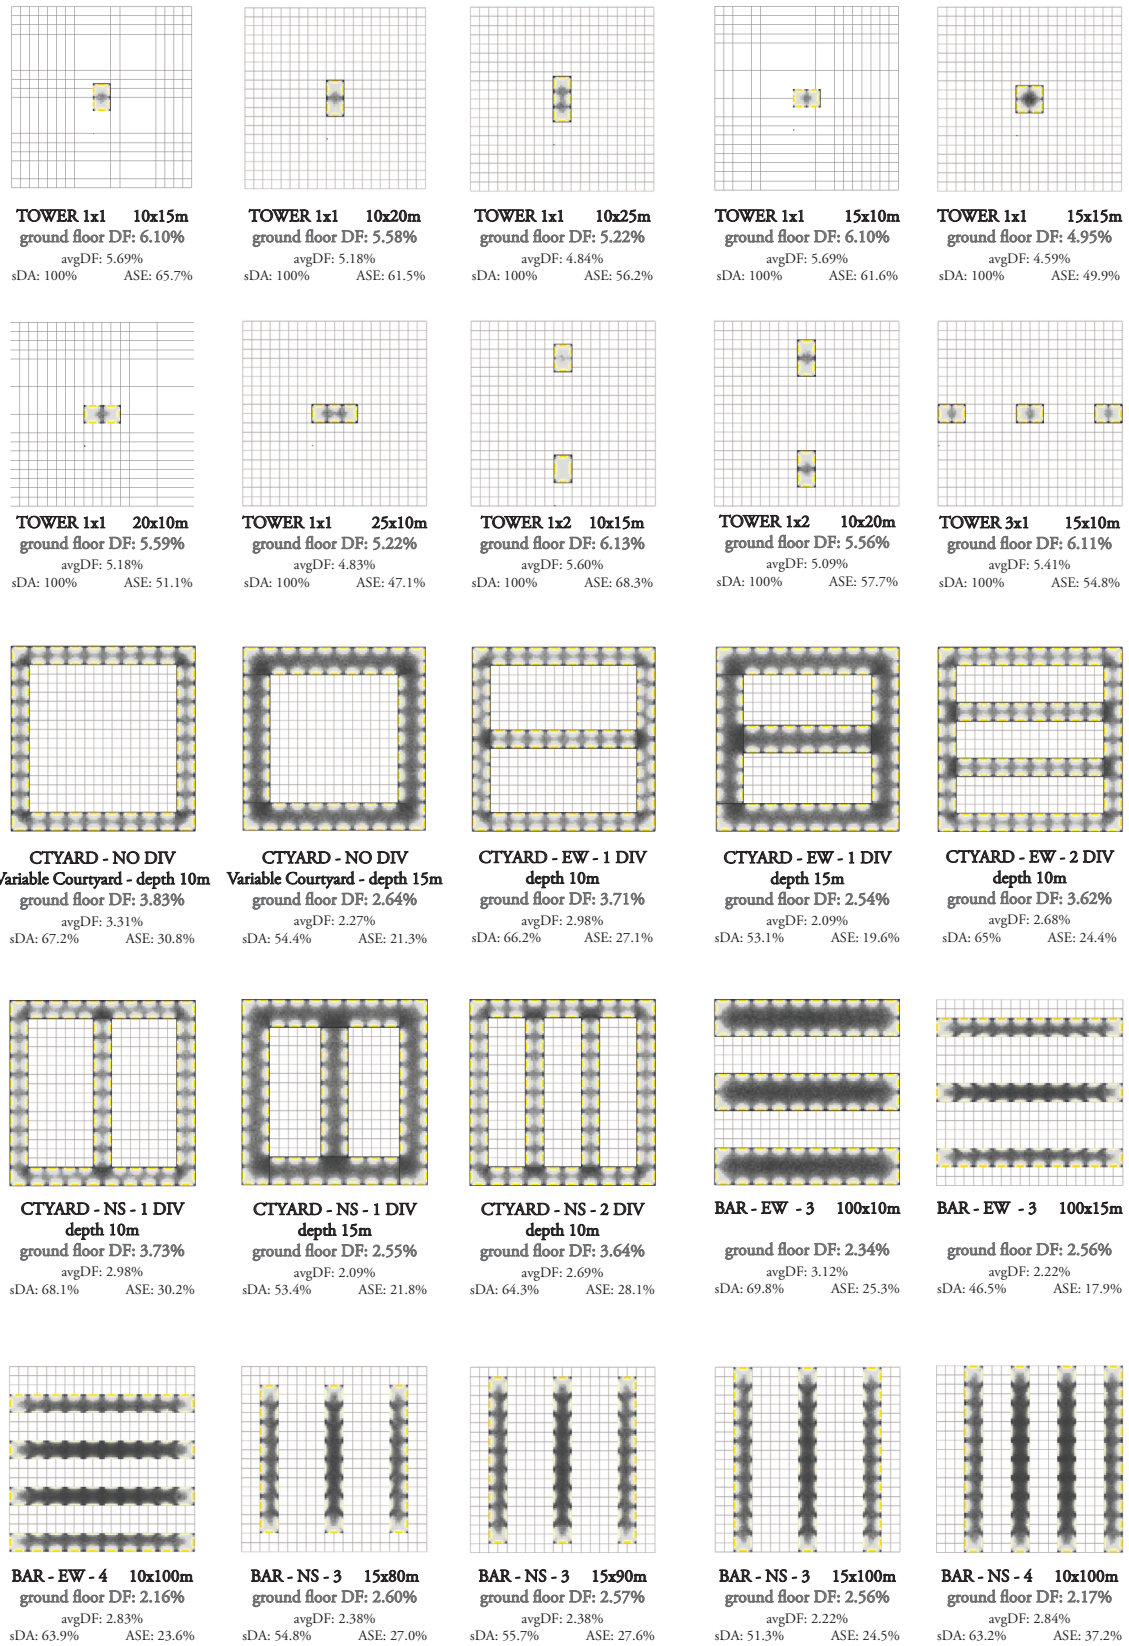 TOWER 1x1 10x15m
ground floor DF: 6.10%
avgDF: 5.69%
sDA: 100% ASE: 65.7%
TOWER 1x1 10x20m
ground floor DF: 5.58%
avgDF: 5.18%
sDA: 100% ASE: 61.5%
TOWER 1x1 10x25m
ground floor DF: 5.22%
avgDF: 4.84%
sDA: 100% ASE: 56.2%
TOWER 1x1 15x10m
ground floor DF: 6.10%
avgDF: 5.69%
sDA: 100% ASE: 61.6%
TOWER 1x1 15x15m
ground floor DF: 4.95%
avgDF: 4.59%
sDA: 100% ASE: 49.9%
TOWER 1x1 20x10m
ground floor DF: 5.59%
avgDF: 5.18%
sDA: 100% ASE: 51.1%
TOWER 1x1 25x10m
ground floor DF: 5.22%
avgDF: 4.83%
sDA: 100% ASE: 47.1%
TOWER 1x2 10x15m
ground floor DF: 6.13%
avgDF: 5.60%
sDA: 100% ASE: 68.3%
TOWER 1x2 10x20m
ground floor DF: 5.56%
avgDF: 5.09%
sDA: 100% ASE: 57.7%
TOWER 3x1 15x10m
ground floor DF: 6.11%
avgDF: 5.41%
sDA: 100% ASE: 54.8%
CTYARD - NO DIV
Variable Courtyard - depth 10m
ground floor DF: 3.83%
avgDF: 3.31%
sDA: 67.2% ASE: 30.8%
CTYARD - NO DIV
Variable Courtyard - depth 15m
ground floor DF: 2.64%
avgDF: 2.27%
sDA: 54.4% ASE: 21.3%
CTYARD - EW - 1 DIV
depth 10m
ground floor DF: 3.71%
avgDF: 2.98%
sDA: 66.2% ASE: 27.1%
CTYARD - EW - 1 DIV
depth 15m
ground floor DF: 2.54%
avgDF: 2.09%
sDA: 53.1% ASE: 19.6%
CTYARD - EW - 2 DIV
depth 10m
ground floor DF: 3.62%
avgDF: 2.68%
sDA: 65% ASE: 24.4%
CTYARD - NS - 1 DIV
depth 10m
ground floor DF: 3.73%
avgDF: 2.98%
sDA: 68.1% ASE: 30.2%
CTYARD - NS - 1 DIV
depth 15m
ground floor DF: 2.55%
avgDF: 2.09%
sDA: 53.4% ASE: 21.8%
CTYARD - NS - 2 DIV
depth 10m
ground floor DF: 3.64%
avgDF: 2.69%
sDA: 64.3% ASE: 28.1%
BAR - EW - 3 100x10m
ground floor DF: 2.34%
avgDF: 3.12%
sDA: 69.8% ASE: 25.3%
BAR - EW - 3 100x15m
ground floor DF: 2.56%
avgDF: 2.22%
sDA: 46.5% ASE: 17.9%
BAR - EW - 4 10x100m
ground floor DF: 2.16%
avgDF: 2.83%
sDA: 63.9% ASE: 23.6%
BAR - NS - 3 15x80m
ground floor DF: 2.60%
avgDF: 2.38%
sDA: 54.8% ASE: 27.0%
BAR - NS - 3 15x90m
ground floor DF: 2.57%
avgDF: 2.38%
sDA: 55.7% ASE: 27.6%
BAR - NS - 3 15x100m
ground floor DF: 2.56%
avgDF: 2.22%
sDA: 51.3% ASE: 24.5%
BAR - NS - 4 10x100m
ground floor DF: 2.17%
avgDF: 2.84%
sDA: 63.2% ASE: 37.2%